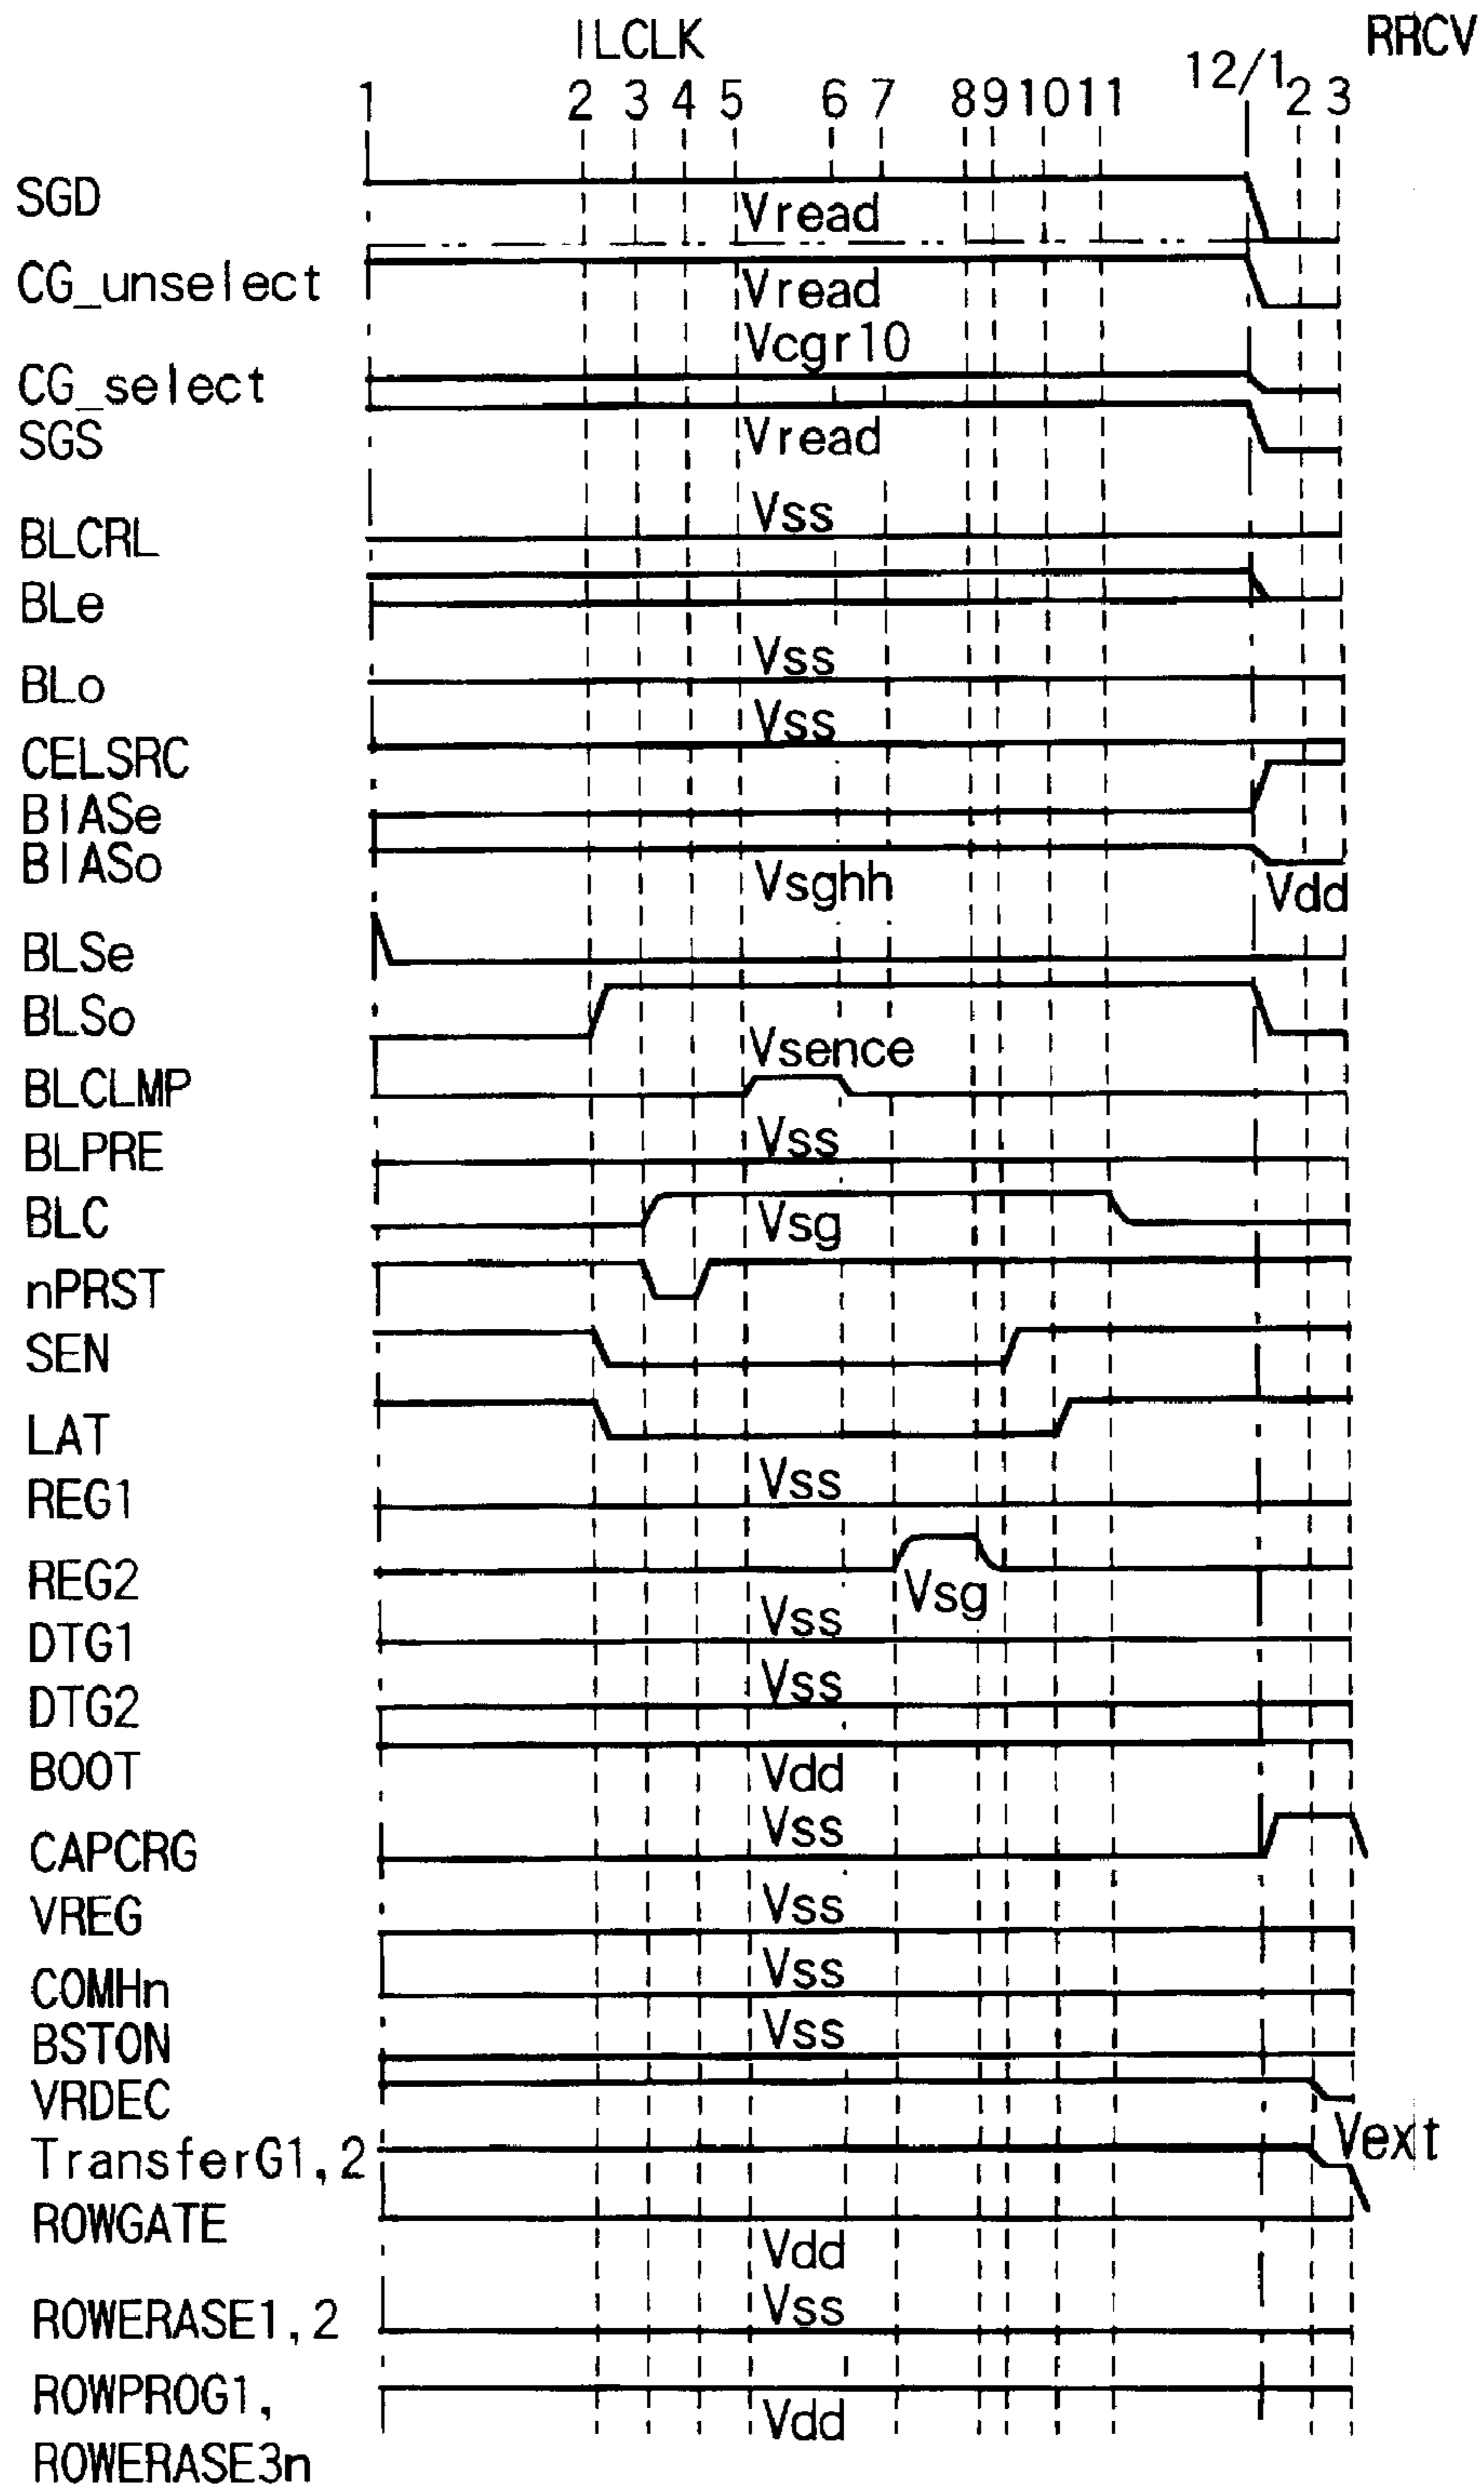 ILCLK RRCV
1 2 3 4 5 6 7 8 9 10 11 12/1 2 3
SGD
Vread
CG_unselect
Vread
Vcgr10
CG_select
SGS
Vread
Vss
BLCRL
BLe
Vss
BLo
Vss
CELSRC
BIASe
BIASo
Vsghh
Vdd
BLSe
BLSo
Vsence
BLCLMP
Vss
BLPRE
BLC
Vsg
nPRST
SEN
LAT
Vss
REG1
REG2
Vsg
Vss
DTG1
Vss
DTG2
BOOT
Vdd
Vss
CAPCRG
Vss
VREG
Vss
COMHn
Vss
BSTON
VRDEC
Vext
TransferG1,2
ROWGATE
Vdd
Vss
ROWERASE1,2
ROWPROG1,
Vdd
ROWERASE3n